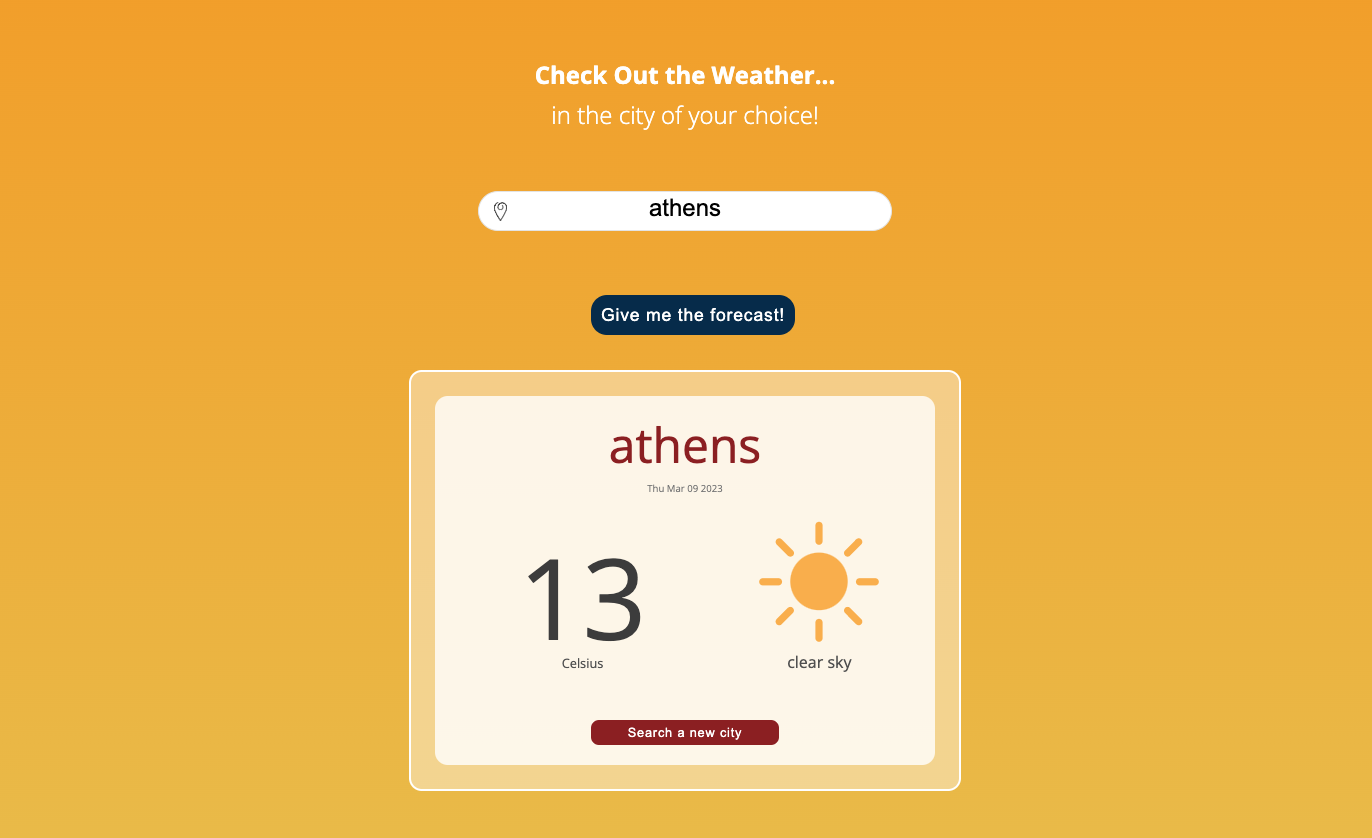 Check Out the Weather...
in the city of your choice!
athens
Give me the forecast!
athens
Thu Mar 09 2023
13
Celsius
clear sky
Search a new city